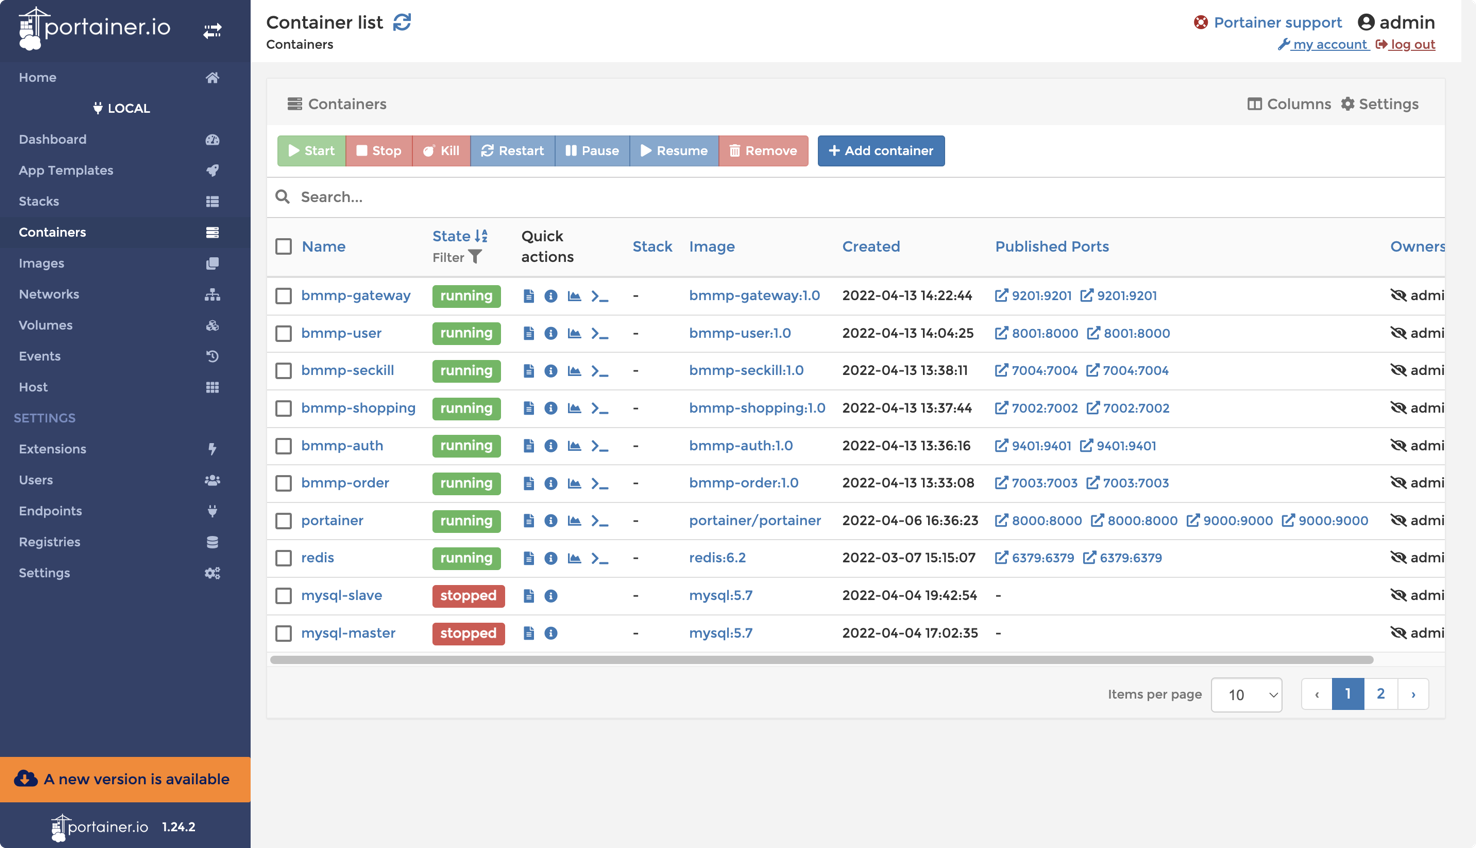 portainer.io
Home
LOCAL
Dashboard
App Templates
Stacks
Containers
Images
Networks
Volumes
Events
Host
SETTINGS
Extensions
Users
Endpoints
Registries
Settings
A new version is available
portainer.io 1.24.2
Container list
Containers
Portainer support admin
my account log out
Containers
Columns Settings
Start Stop Kill Restart Pause Resume Remove Add container
Search...
Name State Filter Quick actions Stack Image Created Published Ports Owners
bmmp-gateway running - bmmp-gateway:1.0 2022-04-13 14:22:44 9201:9201 9201:9201 admi
bmmp-user running - bmmp-user:1.0 2022-04-13 14:04:25 8001:8000 8001:8000 admi
bmmp-seckill running - bmmp-seckill:1.0 2022-04-13 13:38:11 7004:7004 7004:7004 admi
bmmp-shopping running - bmmp-shopping:1.0 2022-04-13 13:37:44 7002:7002 7002:7002 admi
bmmp-auth running - bmmp-auth:1.0 2022-04-13 13:36:16 9401:9401 9401:9401 admi
bmmp-order running - bmmp-order:1.0 2022-04-13 13:33:08 7003:7003 7003:7003 admi
portainer running - portainer/portainer 2022-04-06 16:36:23 8000:8000 8000:8000 9000:9000 9000:9000 admi
redis running - redis:6.2 2022-03-07 15:15:07 6379:6379 6379:6379 admi
mysql-slave stopped - mysql:5.7 2022-04-04 19:42:54 - admi
mysql-master stopped - mysql:5.7 2022-04-04 17:02:35 - admi
Items per page 10 ‹ 1 2 ›